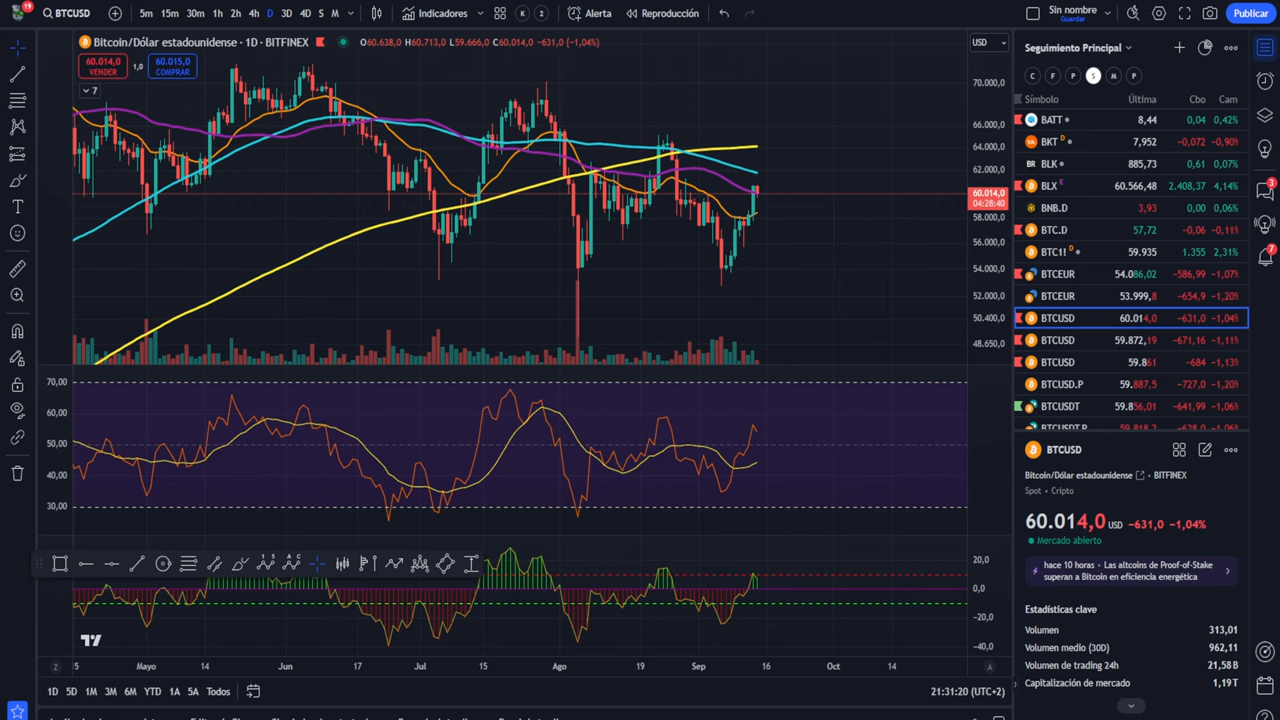 19
BTCUSD
5m 15m 30m 1h 2h 4h D 3D 4D S M
Indicadores
K 2
Alerta
Reproducción
Sin nombre
Guardar
Publicar
Bitcoin/Dólar estadounidense · 1D · BITFINEX
O60.638,0 H60.713,0 L59.666,0 C60.014,0 −631,0 (−1,04%)
60.014,0
VENDER
1,0
60.015,0
COMPRAR
7
USD
70.000,0
66.000,0
64.000,0
62.000,0
60.014,0
04:28:40
58.000,0
56.000,0
54.000,0
52.000,0
50.400,0
48.650,0
70,00
60,00
50,00
40,00
30,00
20,0
0,0
−20,0
−40,0
Z 5 Mayo 14 Jun 17 Jul 15 Ago 19 Sep 16 Oct 14 A
1D 5D 1M 3M 6M YTD 1A 5A Todos
21:31:20 (UTC+2)
Seguimiento Principal
C F P S M P
Símbolo Última Cbo Cam
BATT 8,44 0,04 0,42%
BKT D 7,952 −0,072 −0,90%
BLK 885,73 0,61 0,07%
BLX E 60.566,48 2.408,37 4,14%
BNB.D 3,93 0,00 0,06%
BTC.D 57,72 −0,06 −0,11%
BTC1! D 59.935 1.355 2,31%
BTCEUR 54.086,02 −586,99 −1,07%
BTCEUR 53.999,8 −654,9 −1,20%
BTCUSD 60.014,0 −631,0 −1,04%
BTCUSD 59.872,19 −671,16 −1,11%
BTCUSD 59.861 −684 −1,13%
BTCUSD.P 59.887,5 −727,0 −1,20%
BTCUSDT 59.856,01 −641,99 −1,06%
BTCUSDT.P 59.818,2 −628,0 −1,04%
BTCUSD
Bitcoin/Dólar estadounidense • BITFINEX
Spot • Cripto
60.014,0 USD −631,0 −1,04%
Mercado abierto
hace 10 horas • Las altcoins de Proof-of-Stake
superan a Bitcoin en eficiencia energética
Estadísticas clave
Volumen 313,01
Volumen medio (30D) 962,11
Volumen de trading 24h 21,58 B
Capitalización de mercado 1,19 T
3
7